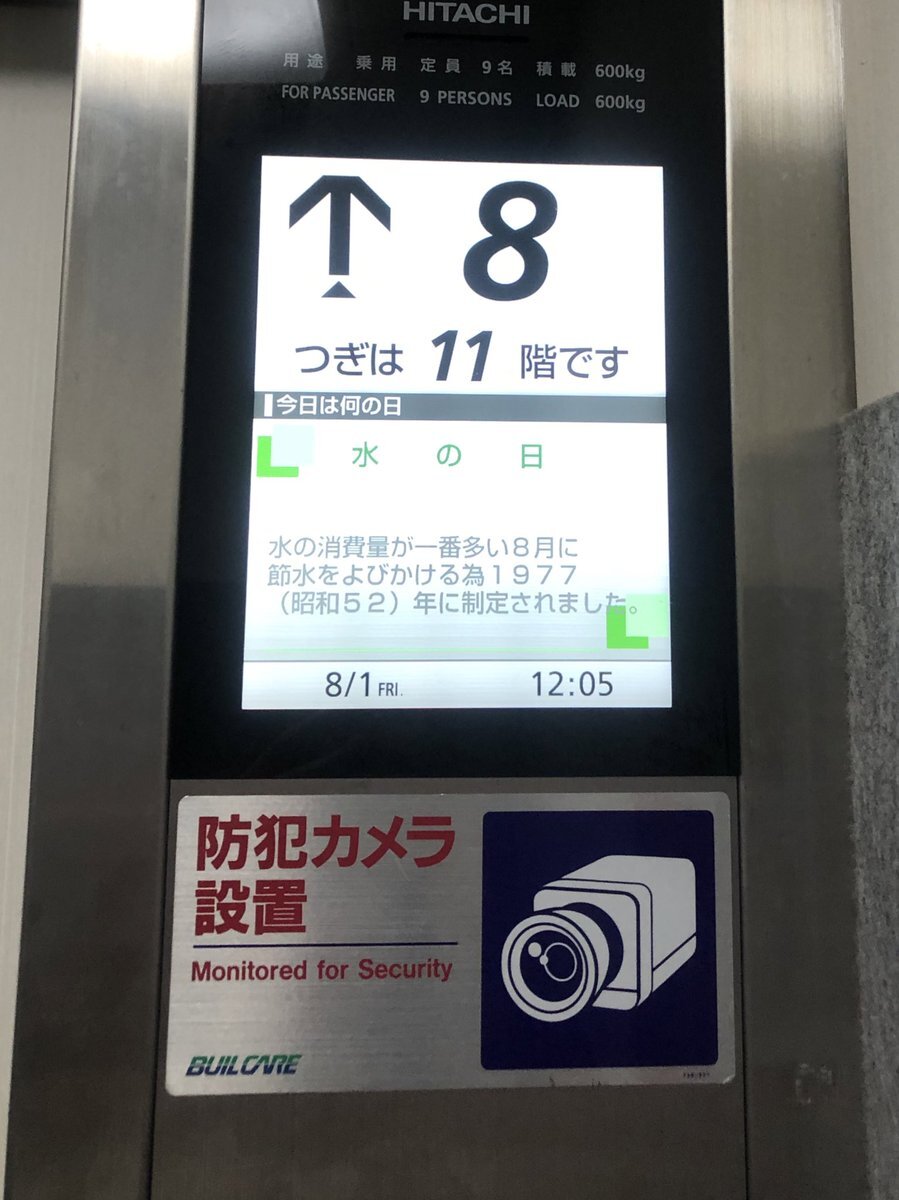 HITACHI
用途 乗用 定員 9名 積載 600kg
FOR PASSENGER 9 PERSONS LOAD 600kg
8
つぎは 11 階です
今日は何の日
水の日
水の消費量が一番多い8月に
節水をよびかける為1977
(昭和52)年に制定されました。
8/1 FRI. 12:05
防犯カメラ
設置
Monitored for Security
BUILCARE